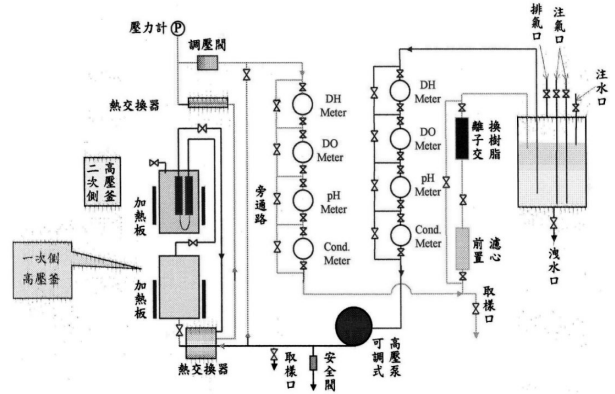 壓力計
P
調壓閥
熱交換器
二次側
高壓釜
加熱板
一次側
高壓釜
加熱板
熱交換器
旁通路
DH
Meter
DO
Meter
pH
Meter
Cond.
Meter
取樣口
安全閥
可調式
高壓泵
DH
Meter
DO
Meter
pH
Meter
Cond.
Meter
離子交
換樹脂
前置
濾心
取樣口
排氣口
注氣口
注水口
洩水口